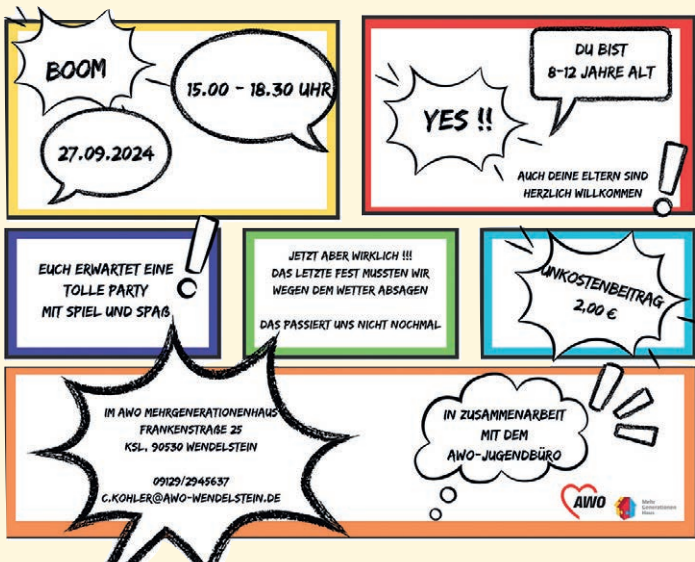 BOOM
15.00 - 18.30 UHR
27.09.2024
DU BIST
8-12 JAHRE ALT
YES !!
AUCH DEINE ELTERN SIND
HERZLICH WILLKOMMEN
EUCH ERWARTET EINE
TOLLE PARTY
MIT SPIEL UND SPAß
JETZT ABER WIRKLICH !!!
DAS LETZTE FEST MUSSTEN WIR
WEGEN DEM WETTER ABSAGEN
DAS PASSIERT UNS NICHT NOCHMAL
UNKOSTENBEITRAG
2,00 €
IM AWO MEHRGENERATIONENHAUS
FRANKENSTRAßE 25
KSL. 90530 WENDELSTEIN
09129/2945637
C.KOHLER@AWO-WENDELSTEIN.DE
IN ZUSAMMENARBEIT
MIT DEM
AWO-JUGENDBÜRO
AWO
Mehr
Generationen
Haus